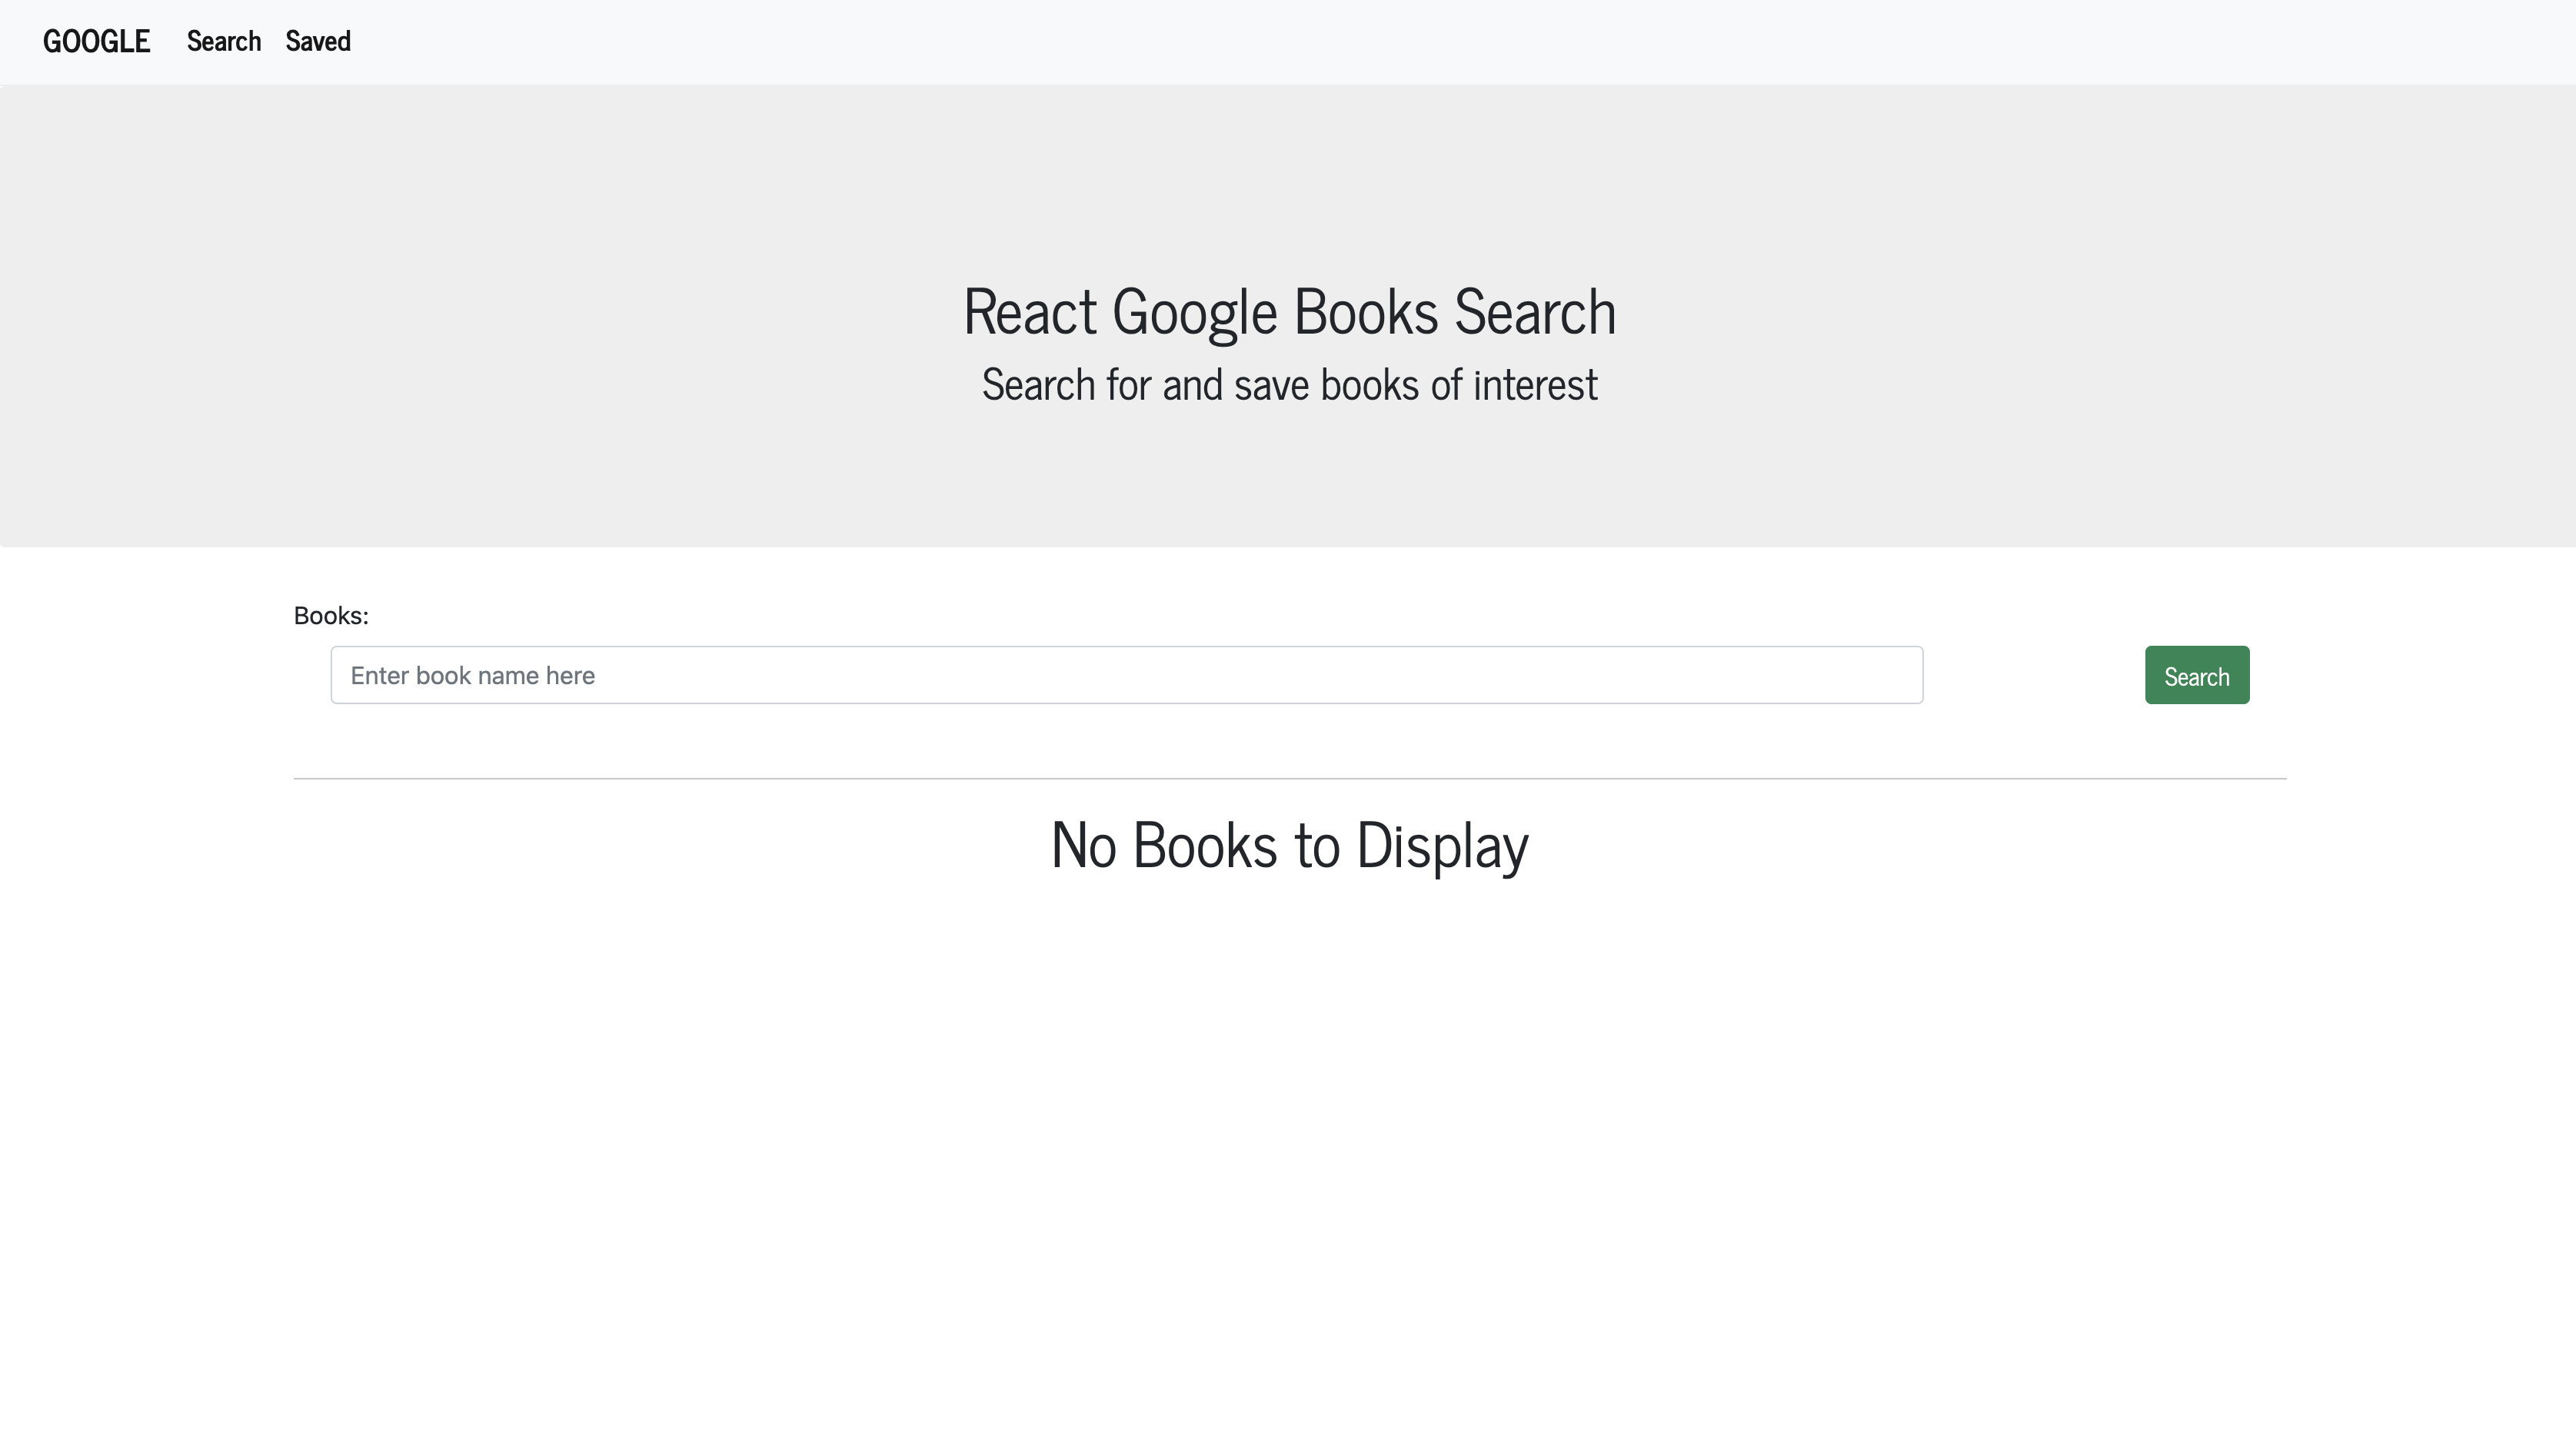 GOOGLE Search Saved
React Google Books Search
Search for and save books of interest
Books:
Enter book name here Search
No Books to Display